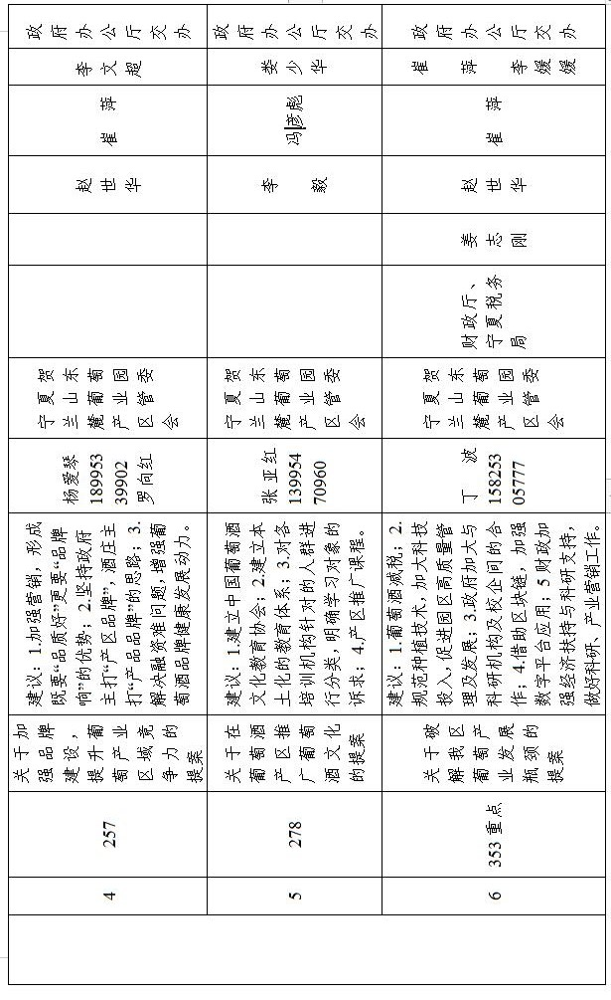 4
257
关于加
强品牌
建设，
提升葡
萄产业
区域竞
争力的
提案
建议：1.加强营销，形成
既要“品质好”更要“品牌
响”的优势；2.坚持政府
主打“产区品牌”，酒庄主
打“产品品牌”的思路；3.
解决融资难问题，增强葡
萄酒品牌健康发展动力。
杨爱琴
189953
39902
罗向红
宁夏贺
兰山东
麓葡萄
产业园
区管委
会
赵世华
崔萍
李文超
政府办公厅交办
5
278
关于在
葡萄酒
产区推
广葡萄
酒文化
的提案
建议：1.建立中国葡萄酒
文化教育协会；2.建立本
土化的教育体系；3.对各
培训机构针对的人群进
行分类，明确学习对象的
诉求；4.产区推广课程。
张亚红
139954
70960
宁夏贺
兰山东
麓葡萄
产业园
区管委
会
李毅
冯彦彪
娄少华
政府办公厅交办
6
353 重点
关于破
解我区
葡萄产
业发展
瓶颈的
提案
建议：1.葡萄酒减税；2.
规范种植技术，加大科技
投入，促进园区高质量管
理及发展；3.政府加大与
科研机构及校企间的合
作；4.借助区块链，加强
数字平台应用；5 财政加
强经济扶持与科研支持，
做好科研、产业营销工作。
丁波
158253
05777
宁夏贺
兰山东
麓葡萄
产业园
区管委
会
财政厅、
宁夏税务
局
姜志刚
赵世华
崔萍
崔萍 李媛媛
政府办公厅交办